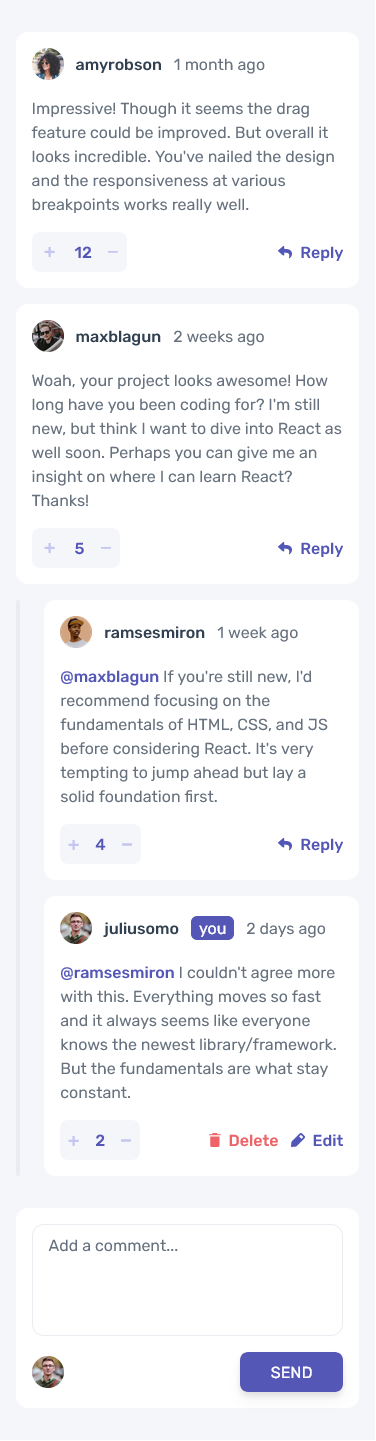 amyrobson 1 month ago
Impressive! Though it seems the drag
feature could be improved. But overall it
looks incredible. You've nailed the design
and the responsiveness at various
breakpoints works really well.
+ 12 − Reply
maxblagun 2 weeks ago
Woah, your project looks awesome! How
long have you been coding for? I'm still
new, but think I want to dive into React as
well soon. Perhaps you can give me an
insight on where I can learn React?
Thanks!
+ 5 − Reply
ramsesmiron 1 week ago
@maxblagun If you're still new, I'd
recommend focusing on the
fundamentals of HTML, CSS, and JS
before considering React. It's very
tempting to jump ahead but lay a
solid foundation first.
+ 4 − Reply
juliusomo you 2 days ago
@ramsesmiron I couldn't agree more
with this. Everything moves so fast
and it always seems like everyone
knows the newest library/framework.
But the fundamentals are what stay
constant.
+ 2 − Delete Edit
Add a comment...
SEND